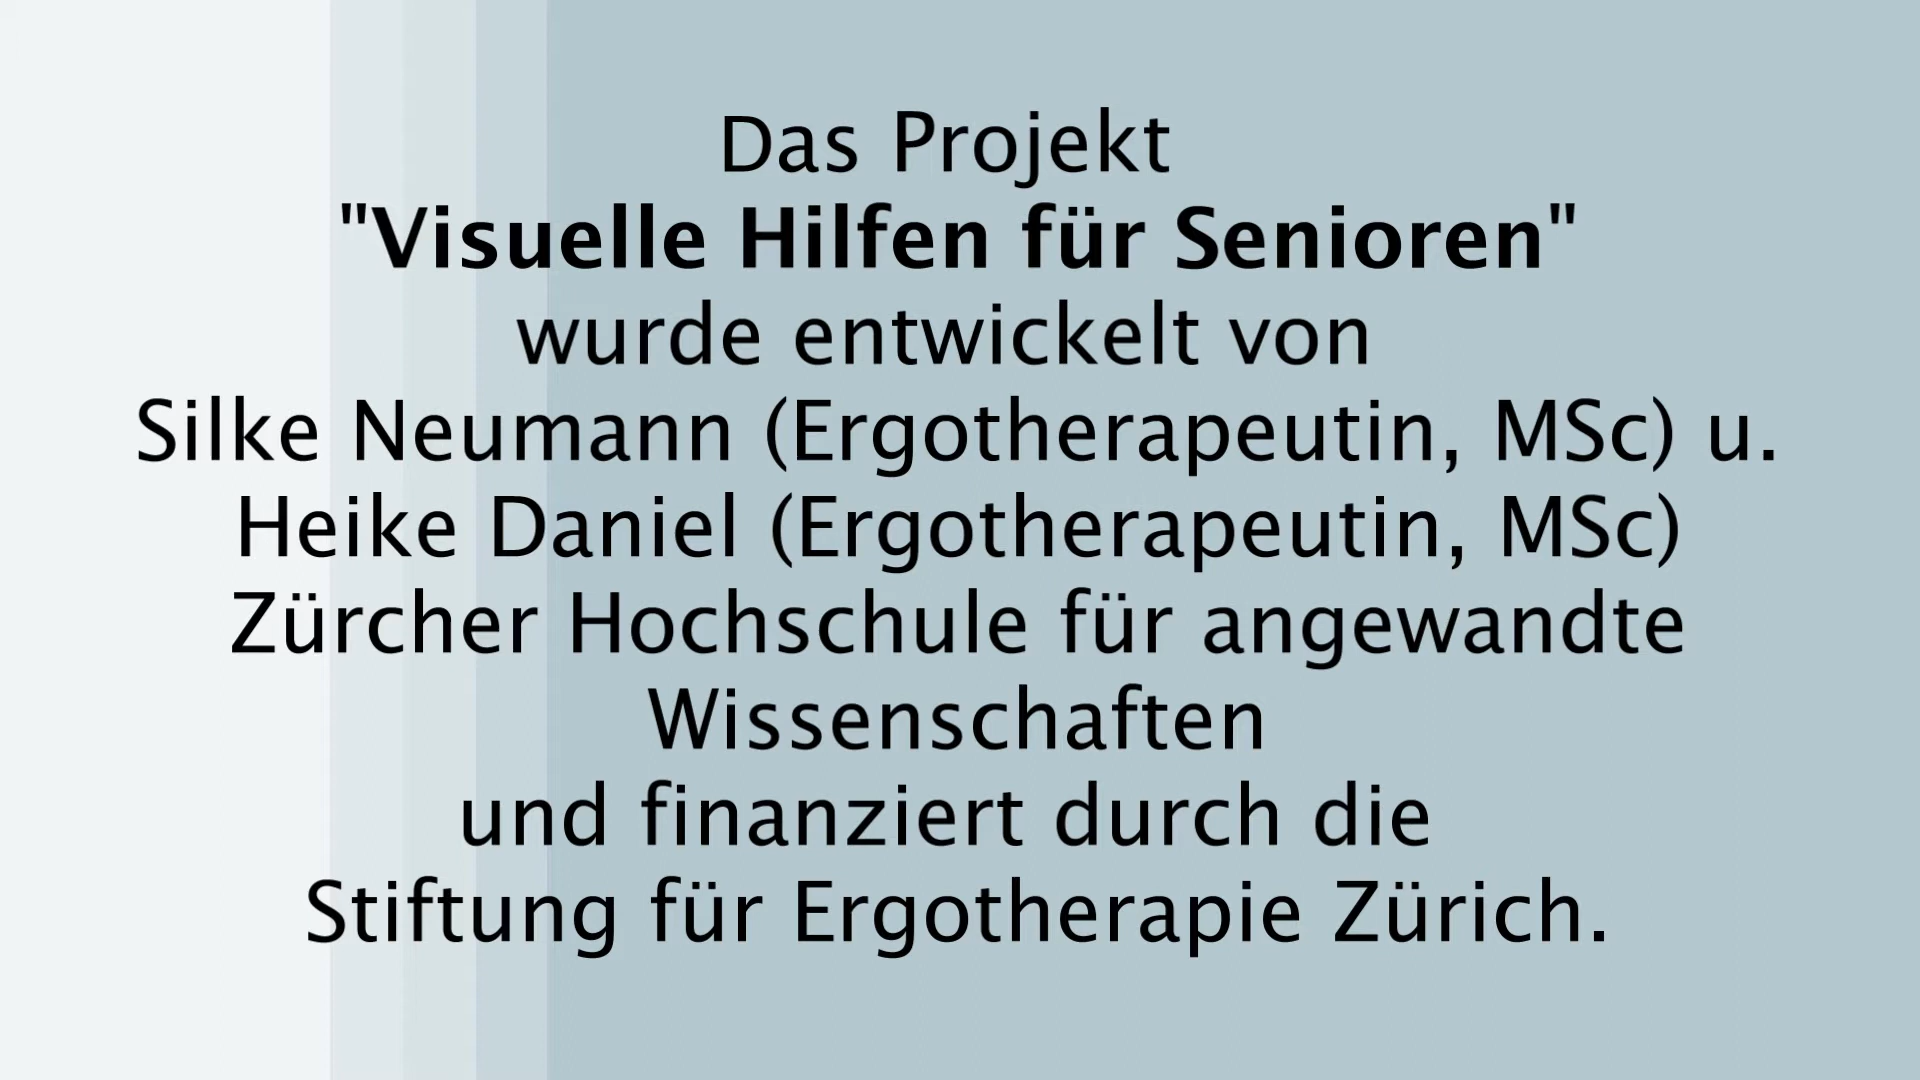 Das Projekt
"Visuelle Hilfen für Senioren"
wurde entwickelt von
Silke Neumann (Ergotherapeutin, MSc) u.
Heike Daniel (Ergotherapeutin, MSc)
Zürcher Hochschule für angewandte
Wissenschaften
und finanziert durch die
Stiftung für Ergotherapie Zürich.